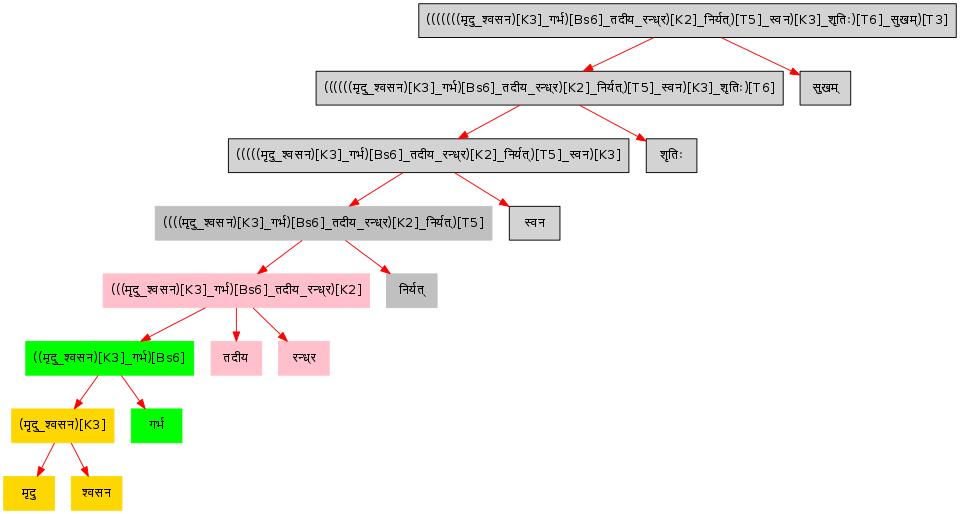 (((((((मृदु_श्वसन)[K3]_गर्भ)[Bs6]_तदीय_रन्ध्र)[K2]_निर्यत्)[T5]_स्वन)[K3]_शृतिः)[T6]_सुखम्)[T3]
((((((मृदु_श्वसन)[K3]_गर्भ)[Bs6]_तदीय_रन्ध्र)[K2]_निर्यत्)[T5]_स्वन)[K3]_शृतिः)[T6] सुखम्
(((((मृदु_श्वसन)[K3]_गर्भ)[Bs6]_तदीय_रन्ध्र)[K2]_निर्यत्)[T5]_स्वन)[K3] शृतिः
((((मृदु_श्वसन)[K3]_गर्भ)[Bs6]_तदीय_रन्ध्र)[K2]_निर्यत्)[T5] स्वन
(((मृदु_श्वसन)[K3]_गर्भ)[Bs6]_तदीय_रन्ध्र)[K2] निर्यत्
((मृदु_श्वसन)[K3]_गर्भ)[Bs6] तदीय रन्ध्र
(मृदु_श्वसन)[K3] गर्भ
मृदु श्वसन